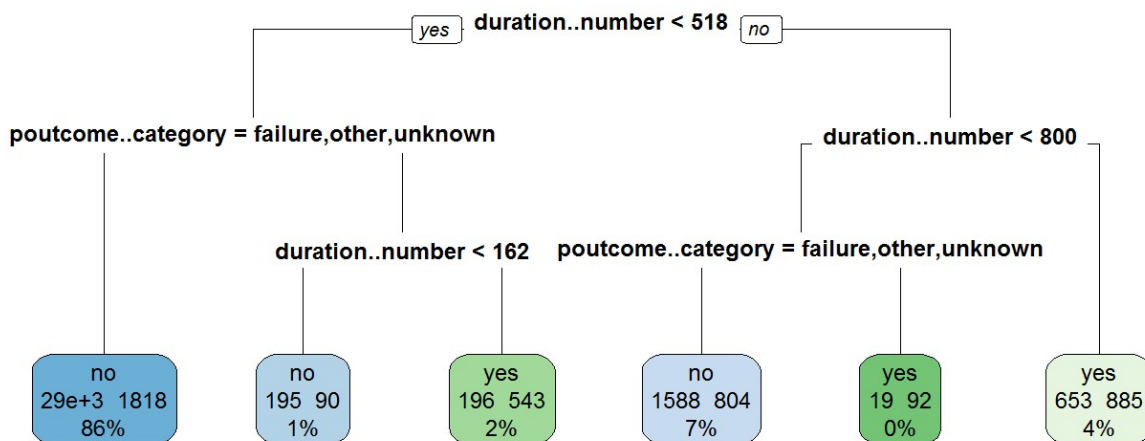 yes duration..number < 518 no
poutcome..category = failure,other,unknown
duration..number < 800
duration..number < 162
poutcome..category = failure,other,unknown
no
29e+3 1818
86%
no
195 90
1%
yes
196 543
2%
no
1588 804
7%
yes
19 92
0%
yes
653 885
4%